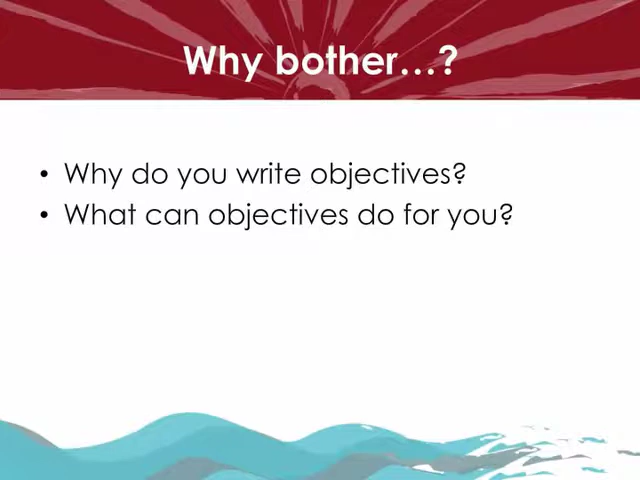 Why bother…?
• Why do you write objectives?
• What can objectives do for you?